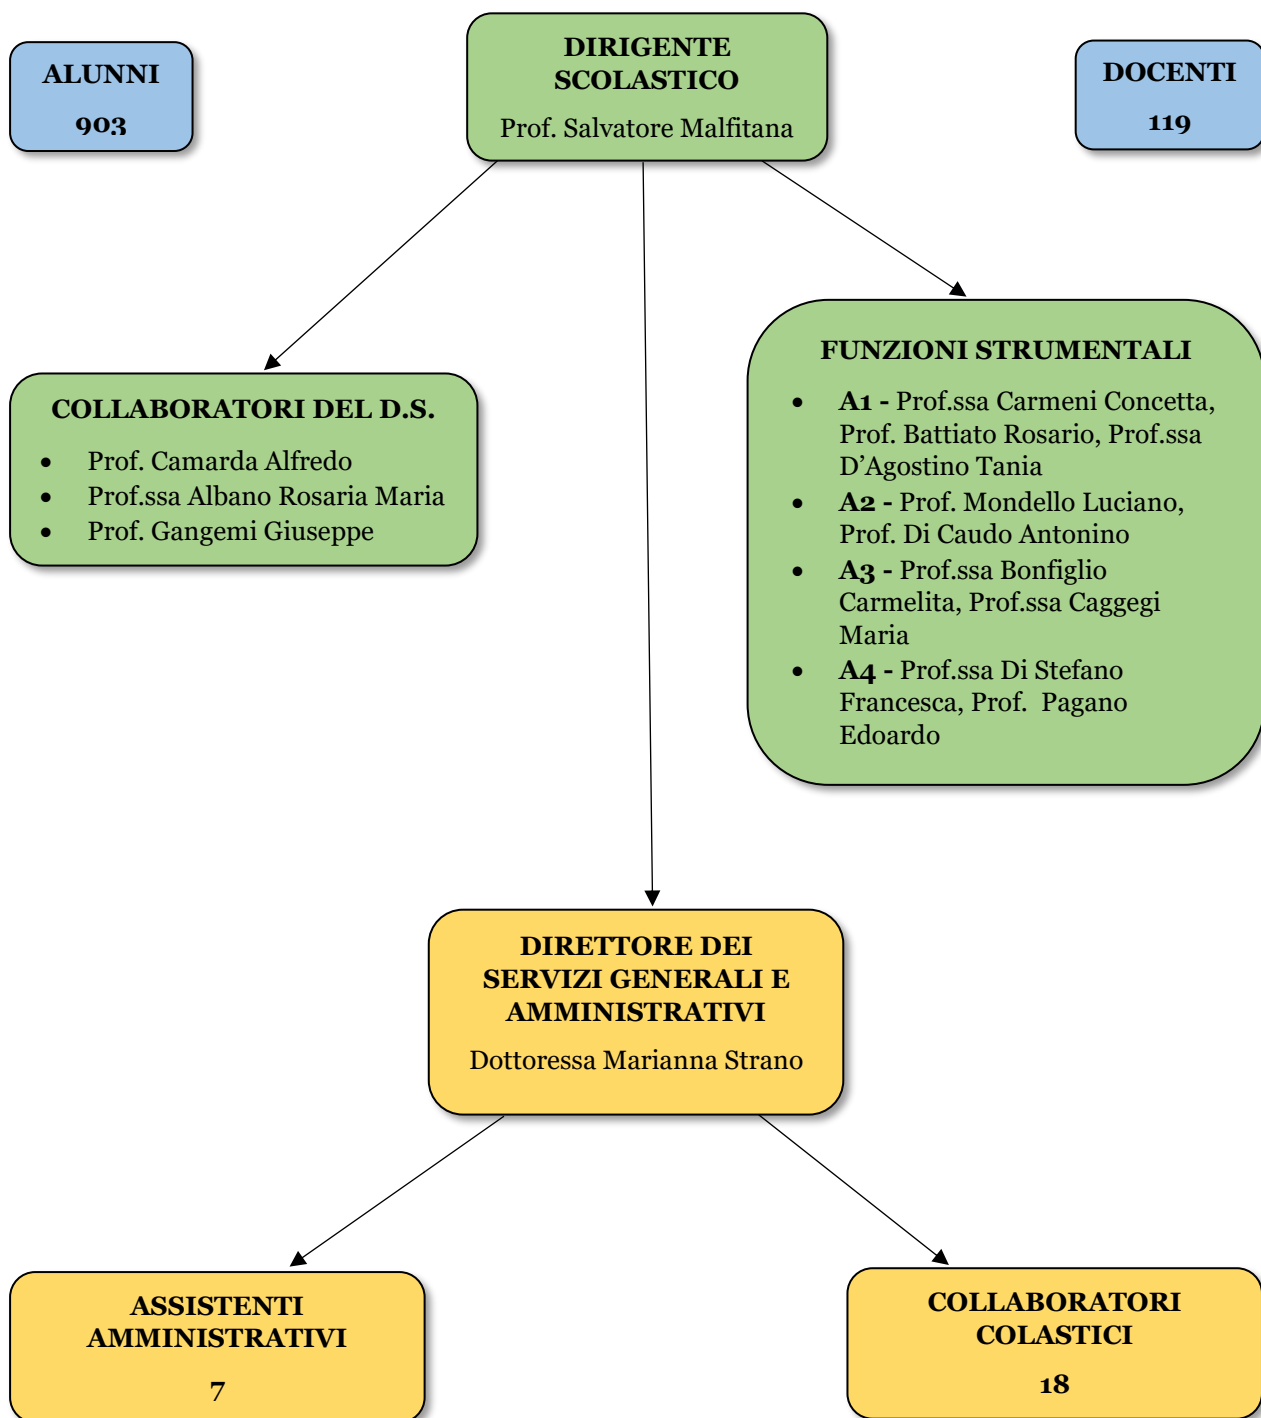 ALUNNI
903
DIRIGENTE
SCOLASTICO
Prof. Salvatore Malfitana
DOCENTI
119
COLLABORATORI DEL D.S.
• Prof. Camarda Alfredo
• Prof.ssa Albano Rosaria Maria
• Prof. Gangemi Giuseppe
FUNZIONI STRUMENTALI
• A1 - Prof.ssa Carmeni Concetta,
Prof. Battiato Rosario, Prof.ssa
D’Agostino Tania
• A2 - Prof. Mondello Luciano,
Prof. Di Caudo Antonino
• A3 - Prof.ssa Bonfiglio
Carmelita, Prof.ssa Caggegi
Maria
• A4 - Prof.ssa Di Stefano
Francesca, Prof.  Pagano
Edoardo
DIRETTORE DEI
SERVIZI GENERALI E
AMMINISTRATIVI
Dottoressa Marianna Strano
ASSISTENTI
AMMINISTRATIVI
7
COLLABORATORI
COLASTICI
18